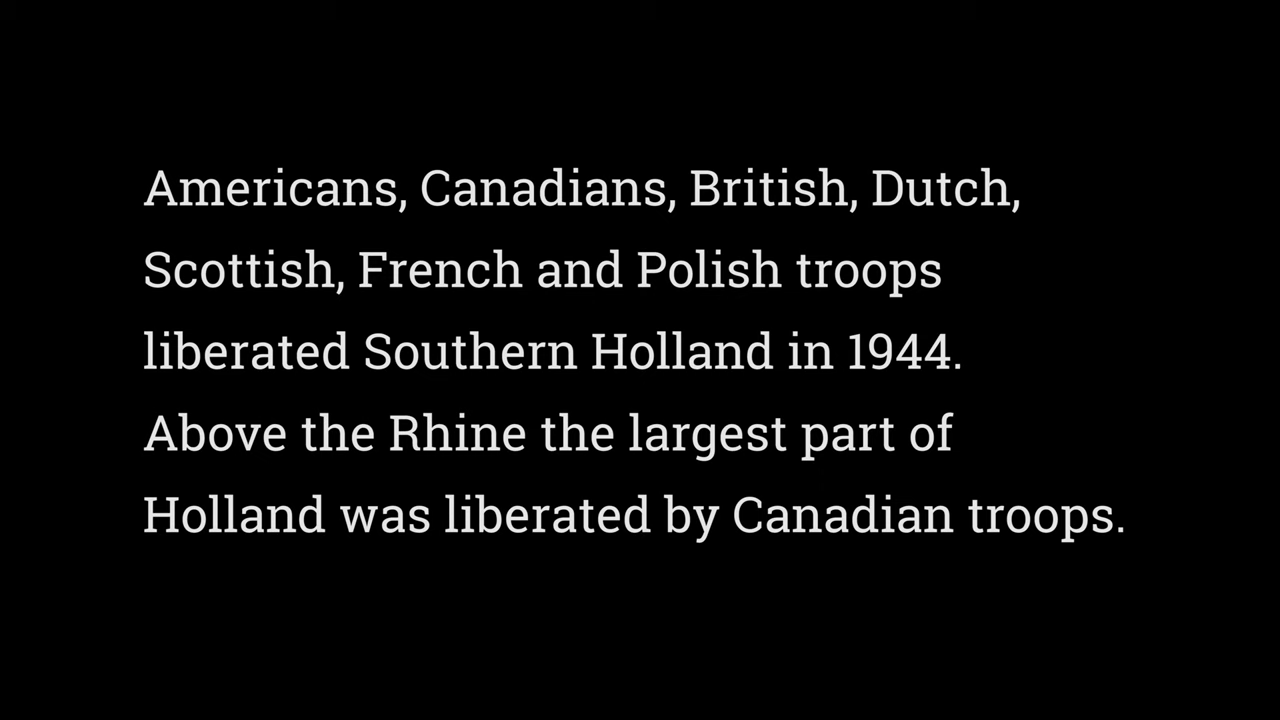 Americans, Canadians, British, Dutch,
Scottish, French and Polish troops
liberated Southern Holland in 1944.
Above the Rhine the largest part of
Holland was liberated by Canadian troops.